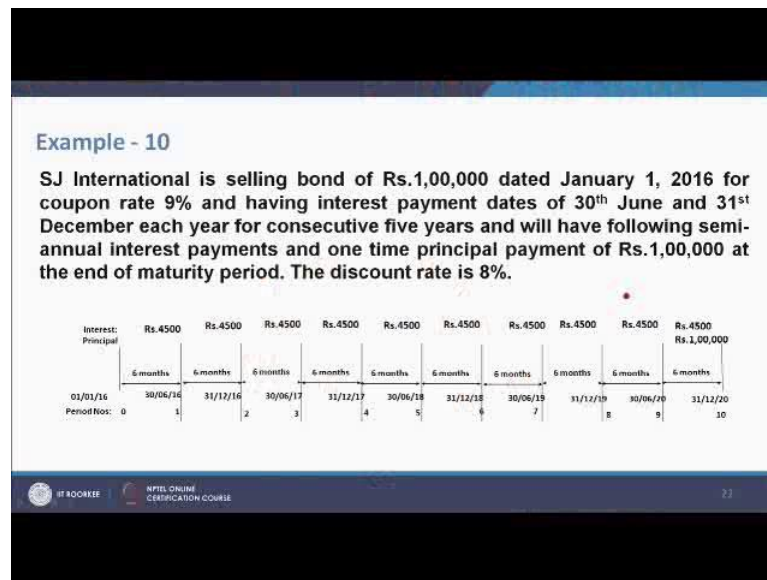 Example - 10
SJ International is selling bond of Rs.1,00,000 dated January 1, 2016 for
coupon rate 9% and having interest payment dates of 30th June and 31st
December each year for consecutive five years and will have following semi-
annual interest payments and one time principal payment of Rs.1,00,000 at
the end of maturity period. The discount rate is 8%.
Interest: Rs.4500 Rs.4500 Rs.4500 Rs.4500 Rs.4500 Rs.4500 Rs.4500 Rs.4500 Rs.4500 Rs.4500
Principal Rs.1,00,000
6 months 6 months 6 months 6 months 6 months 6 months 6 months 6 months 6 months 6 months
01/01/16 30/06/16 31/12/16 30/06/17 31/12/17 30/06/18 31/12/18 30/06/19 31/12/19 30/06/20 31/12/20
Period Nos: 0 1 2 3 4 5 6 7 8 9 10
IIT ROORKEE NPTEL ONLINE
CERTIFICATION COURSE
22